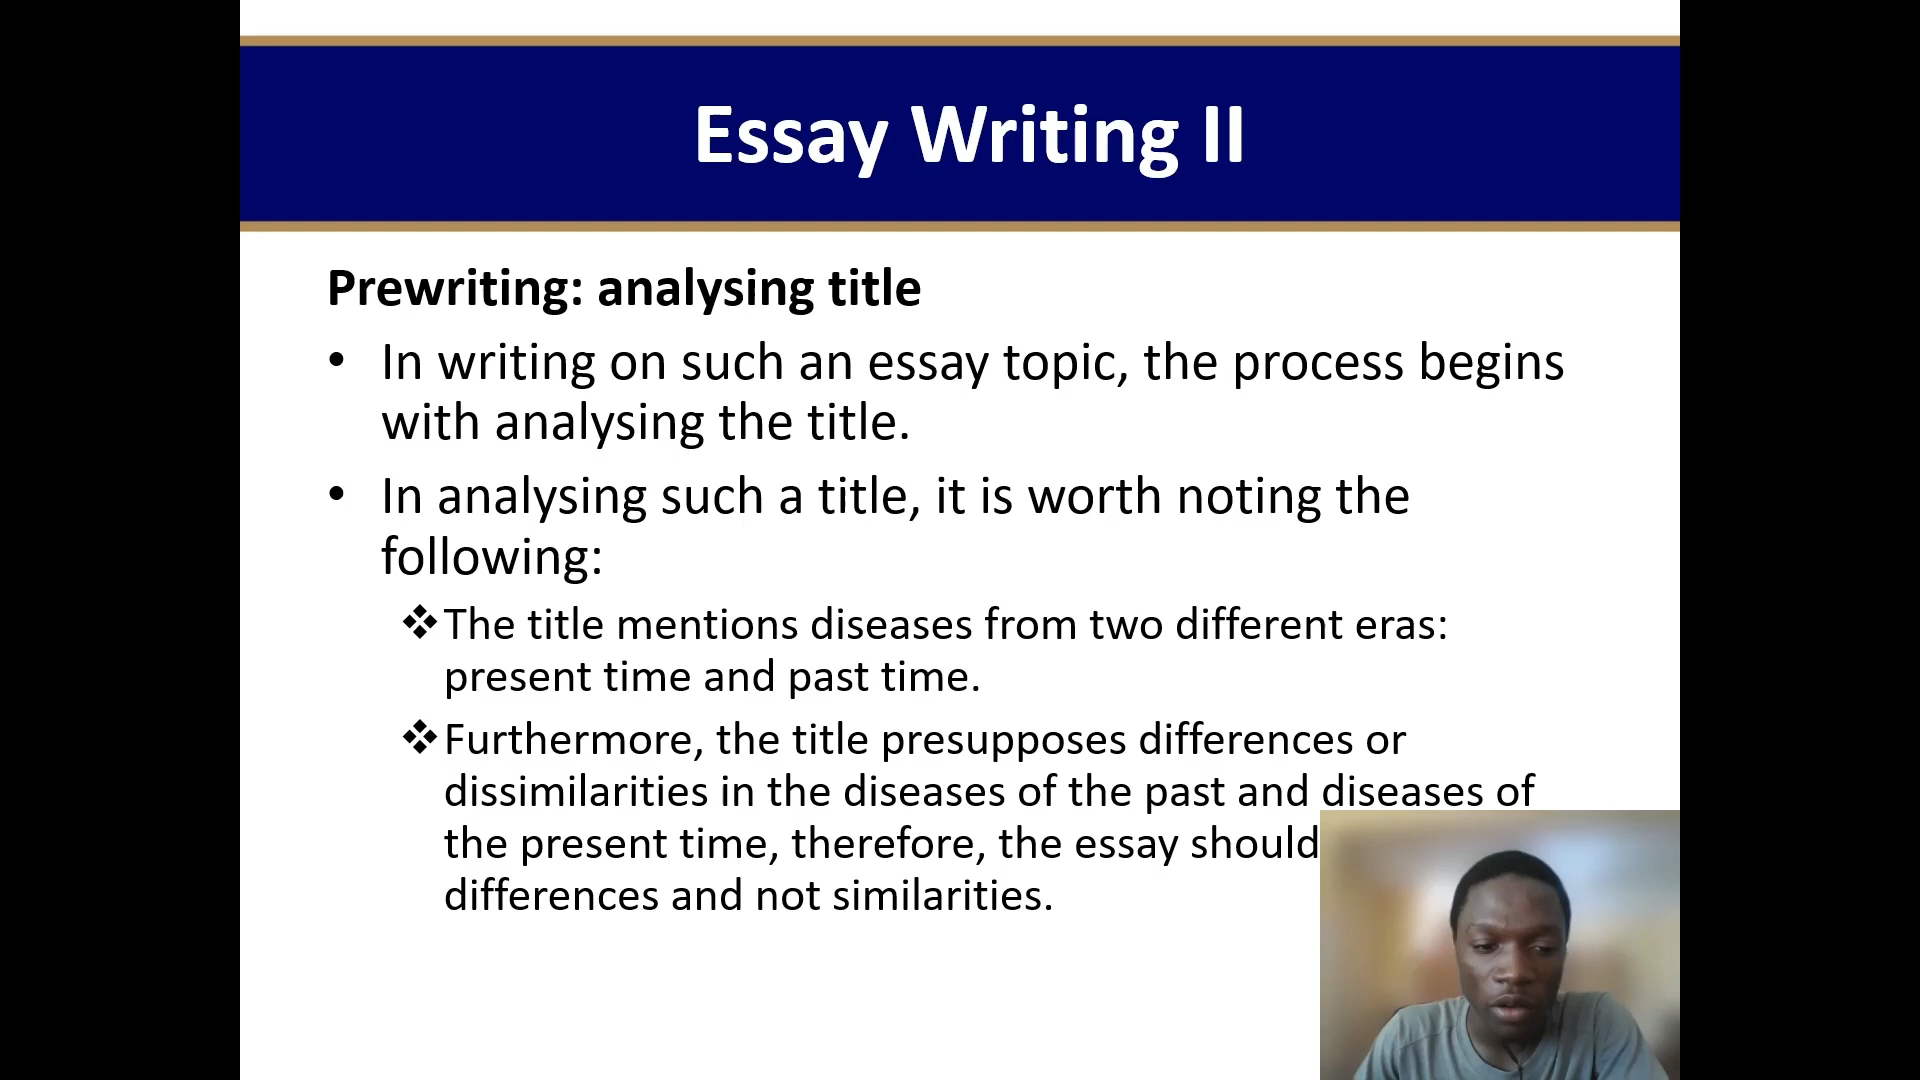 Essay Writing II
Prewriting: analysing title
• In writing on such an essay topic, the process begins
with analysing the title.
• In analysing such a title, it is worth noting the
following:
❖The title mentions diseases from two different eras:
present time and past time.
❖Furthermore, the title presupposes differences or
dissimilarities in the diseases of the past and diseases of
the present time, therefore, the essay should
differences and not similarities.